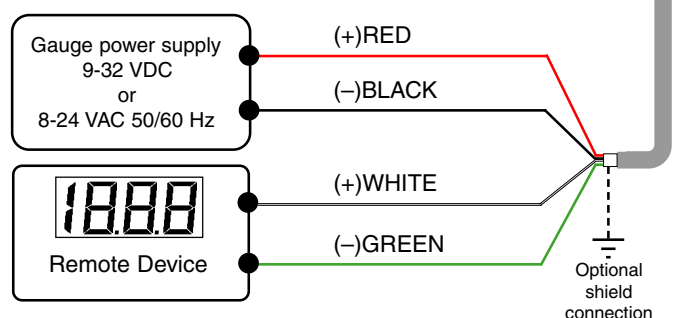 Gauge power supply
9-32 VDC
or
8-24 VAC 50/60 Hz
(+)RED
(–)BLACK
18.8.8
Remote Device
(+)WHITE
(–)GREEN
Optional
shield
connection